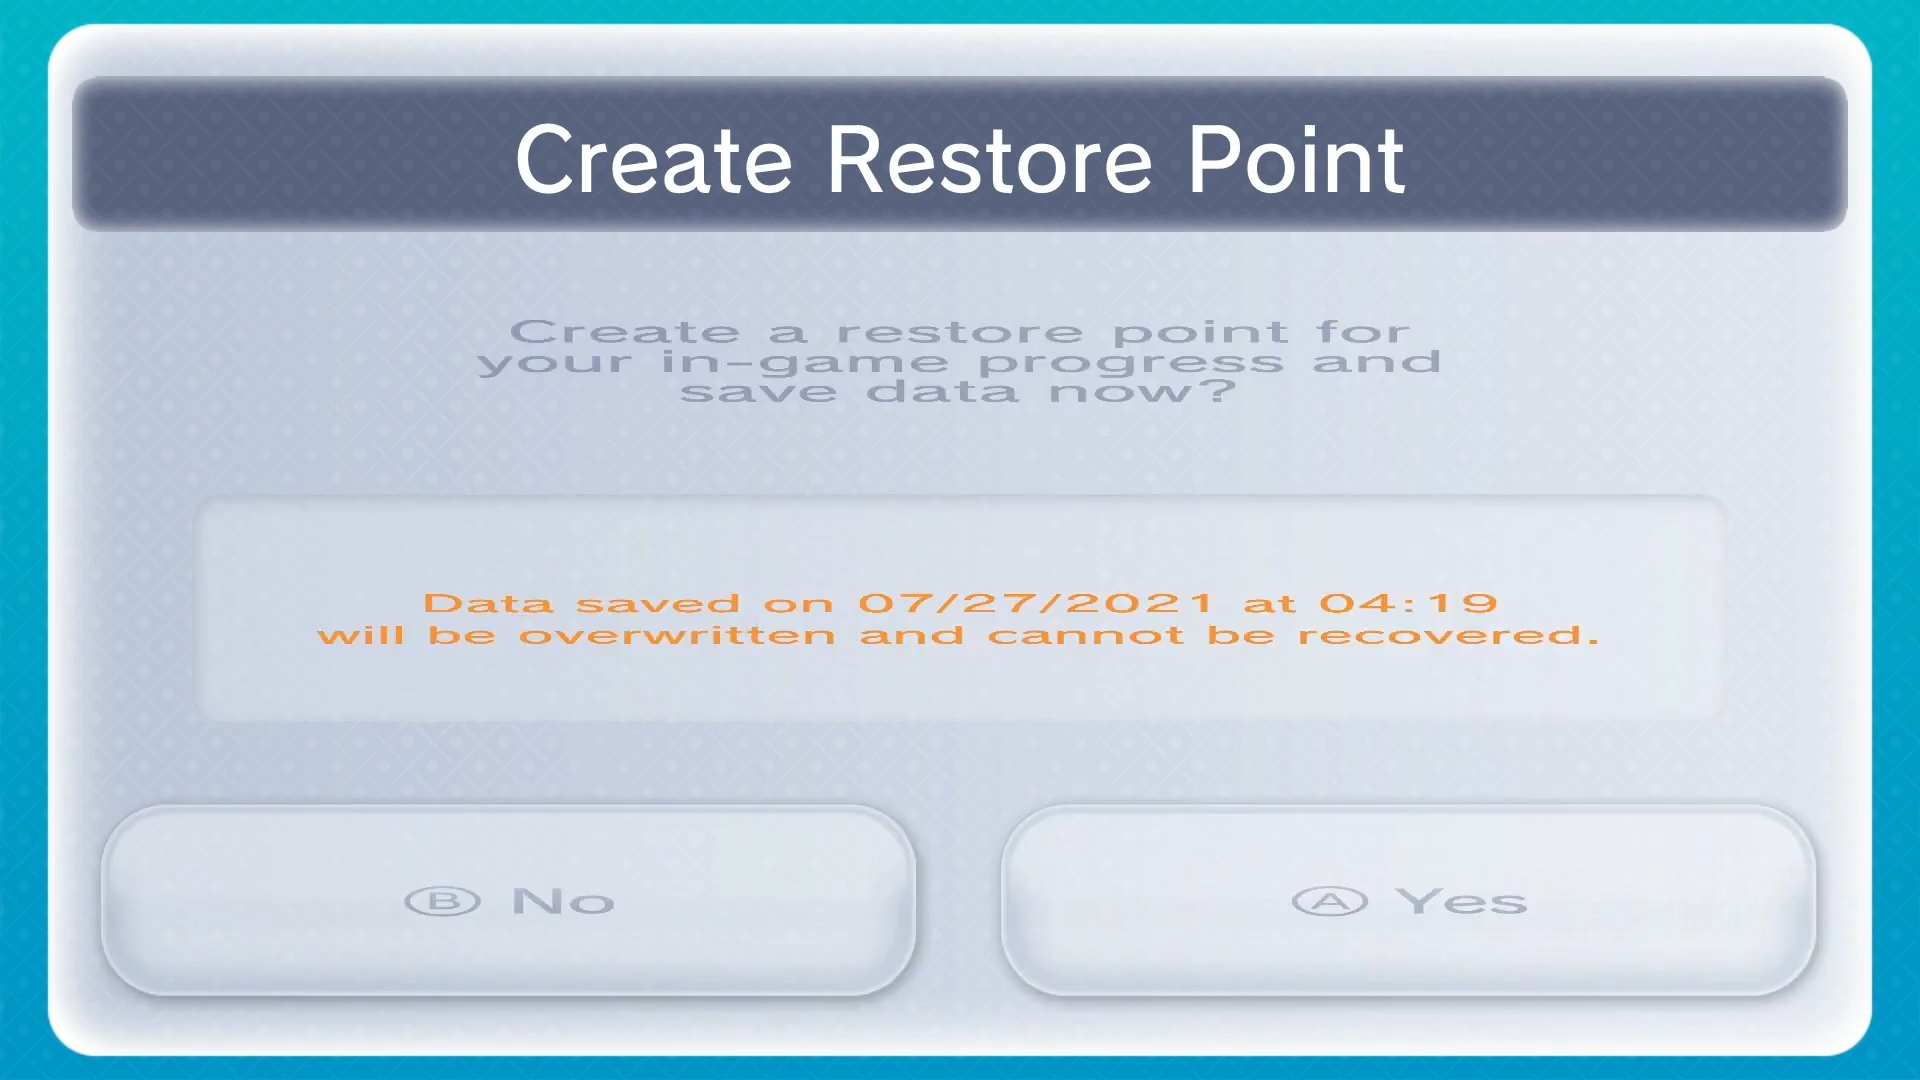 Create Restore Point
Create a restore point for
your in-game progress and
save data now?
Data saved on 07/27/2021 at 04:19
will be overwritten and cannot be recovered.
Ⓑ No
Ⓐ Yes